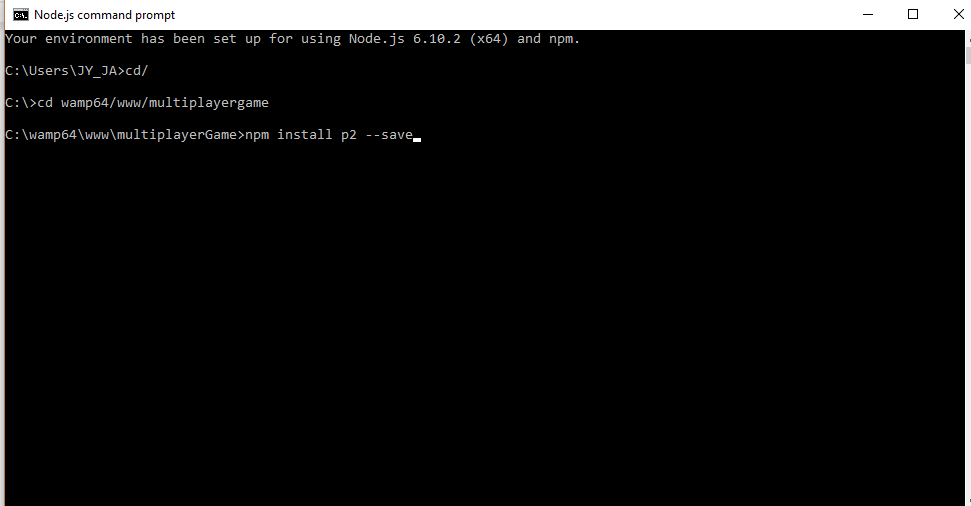 Node.js command prompt
Your environment has been set up for using Node.js 6.10.2 (x64) and npm.
C:\Users\JY_JA>cd/
C:\>cd wamp64/www/multiplayergame
C:\wamp64\www\multiplayerGame>npm install p2 --save